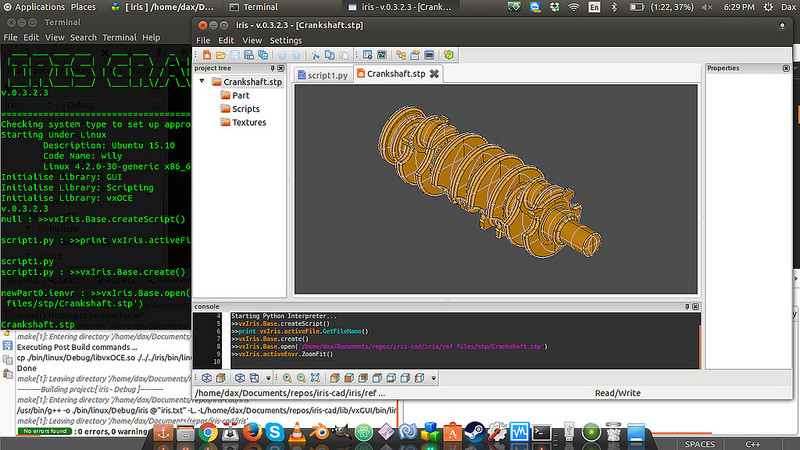 Applications Places
[ iris ] /home/dax/D
Terminal
iris - v.0.3.2.3 - [Crank
En
(1:22, 37%)
6:29 PM
Dax
Terminal
File Edit View Search Terminal Help
IRIS GRA
v.0.3.2.3
Checking system type to set up appro
Starting Under Linux
Description: Ubuntu 15.10
Code Name: wily
Linux 4.2.0-30-generic x86_6
Initialise Library: GUI
Initialise Library: Scripting
Initialise Library: vxOCE
v.0.3.2.3
null : >>vxIris.Base.createScript()
script1.py : >>print vxIris.activeFi
script1.py
script1.py : >>vxIris.Base.create()
newPart0.ienvr : >>vxIris.Base.open(
files/stp/Crankshaft.stp')
Crankshaft.stp
iris - v.0.3.2.3 - [Crankshaft.stp]
File Edit View Settings
project tree
Crankshaft.stp
Part
Scripts
Textures
script1.py
Crankshaft.stp
Properties
console
4 Starting Python Interpreter...
5 >>vxIris.Base.createScript()
6 >>print vxIris.activeFile.GetFileName()
7 >>vxIris.Base.create()
8 >>vxIris.Base.open('/home/dax/Documents/repos/iris-cad/iris/ref files/stp/Crankshaft.stp')
9 >>vxIris.activeEnvr.ZoomFit()
10
/home/dax/Documents/repos/iris-cad/iris/ref ...
Read/Write
make[1]: Entering directory '/home/dax/Documents/re
Executing Post Build commands ...
cp ./bin/linux/Debug/libvxOCE.so ./../../iris/bin/lin
Done
make[1]: Leaving directory '/home/dax/Documents/re
----------Building project:[ iris - Debug ]----------
make[1]: Entering directory '/home/dax/Documents/repos/iris-cad/iris'
/usr/bin/g++ -o ./bin/linux/Debug/iris @"iris.txt" -L. -L/home/dax/Documents/repos/iris-cad/lib/vxGUI/bin/lin
make[1]: Leaving directory '/home/dax/Documents/repos/iris-cad/iris'
No errors found : 0 errors, 0 warning
SPACES
C++